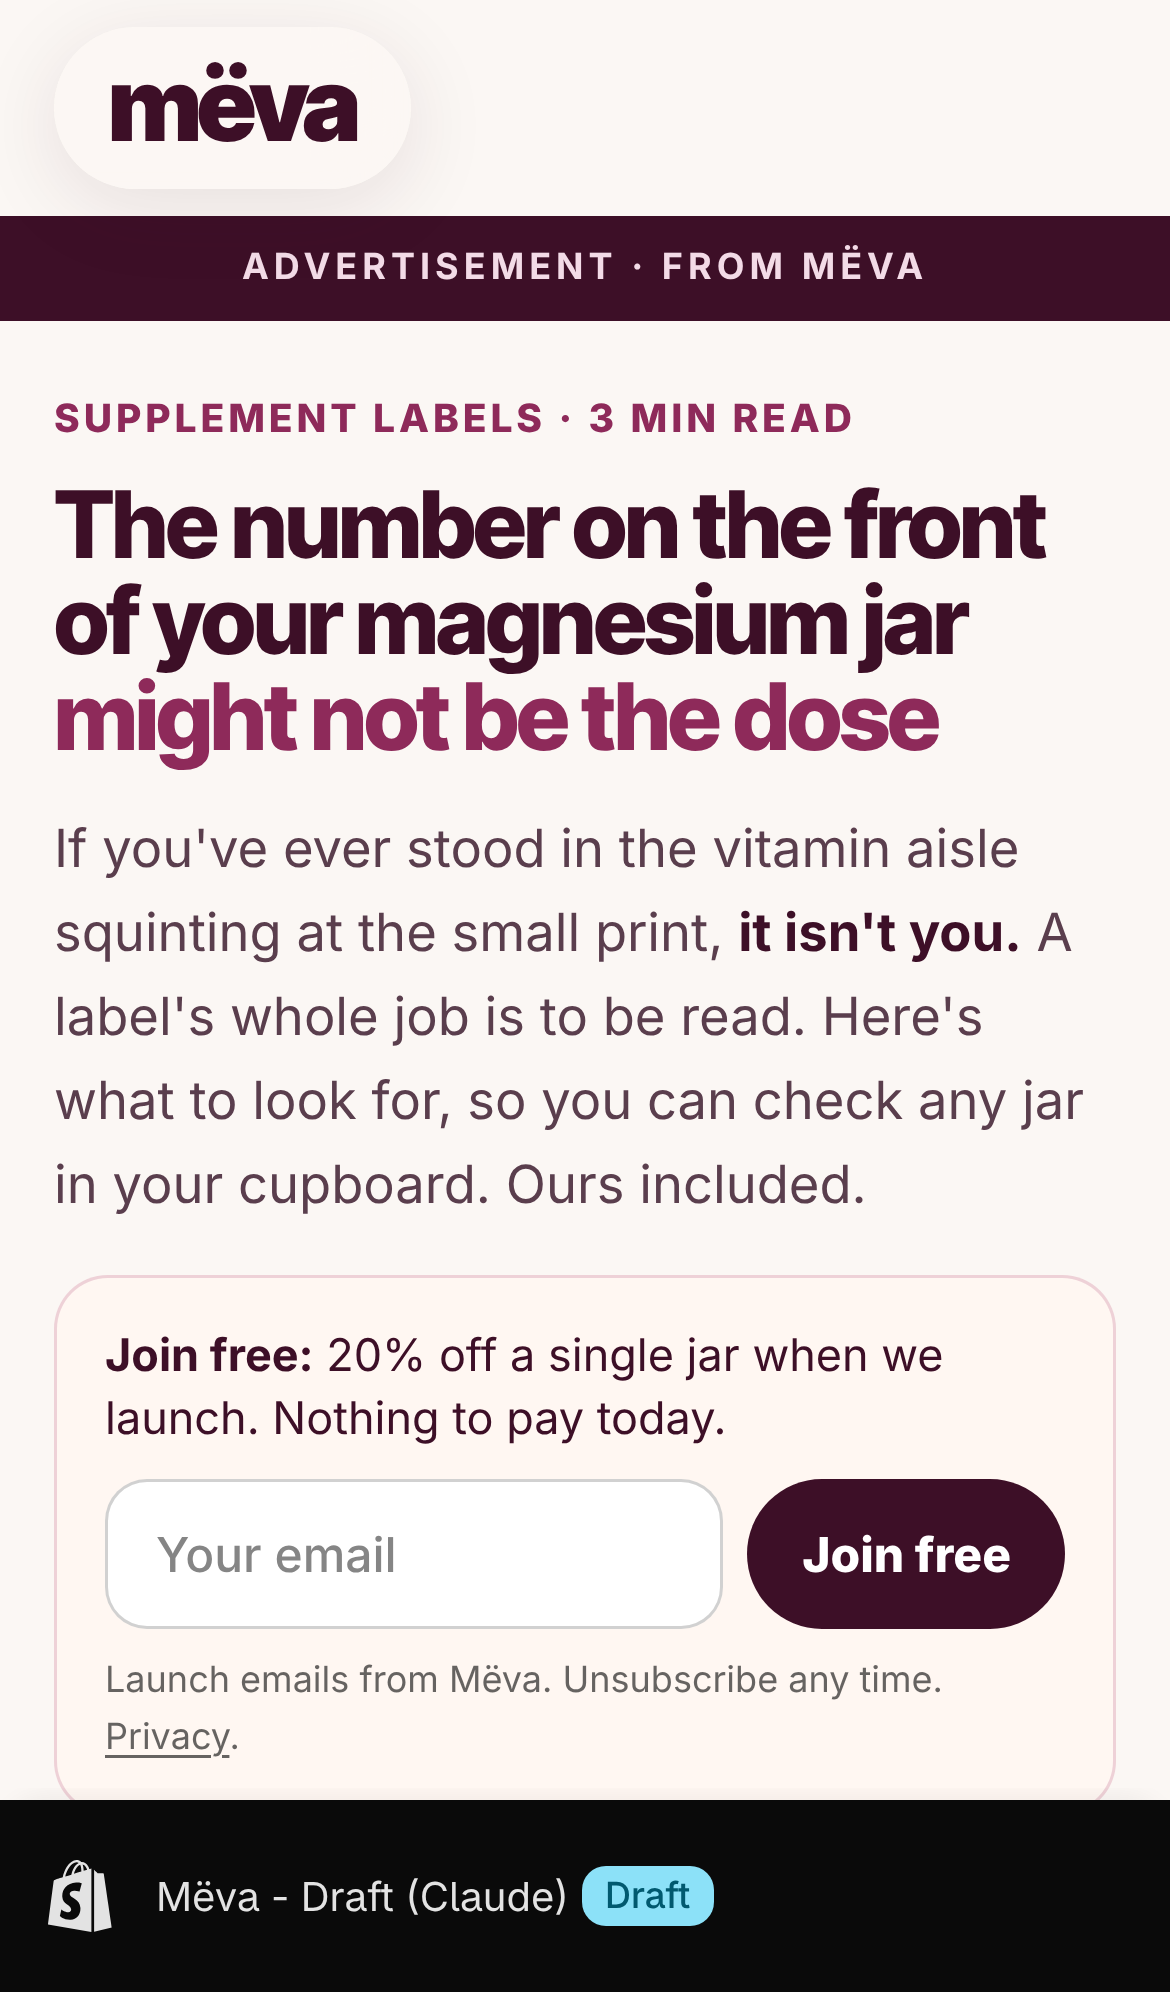 mëva
ADVERTISEMENT · FROM MËVA
SUPPLEMENT LABELS · 3 MIN READ
The number on the front
of your magnesium jar
might not be the dose
If you've ever stood in the vitamin aisle
squinting at the small print, it isn't you. A
label's whole job is to be read. Here's
what to look for, so you can check any jar
in your cupboard. Ours included.
Join free: 20% off a single jar when we
launch. Nothing to pay today.
Your email
Join free
Launch emails from Mëva. Unsubscribe any time.
Privacy.
Mëva - Draft (Claude) Draft